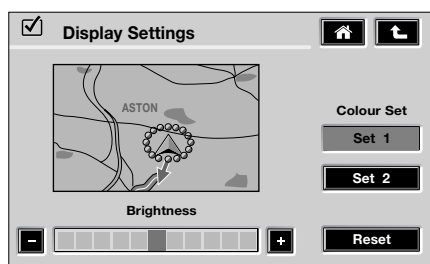 Display Settings
ASTON
Colour Set
Set 1
Set 2
Brightness
- +
Reset